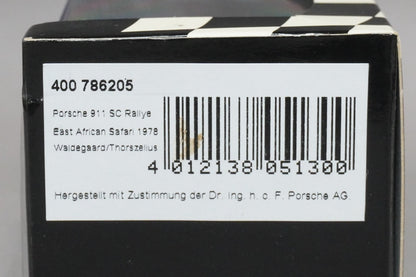 400 786205
Porsche 911 SC Rallye
East African Safari 1978
Waldegaard/Thorszelius
4 012138 051300
Hergestellt mit Zustimmung der Dr. Ing. h. c. F. Porsche AG.